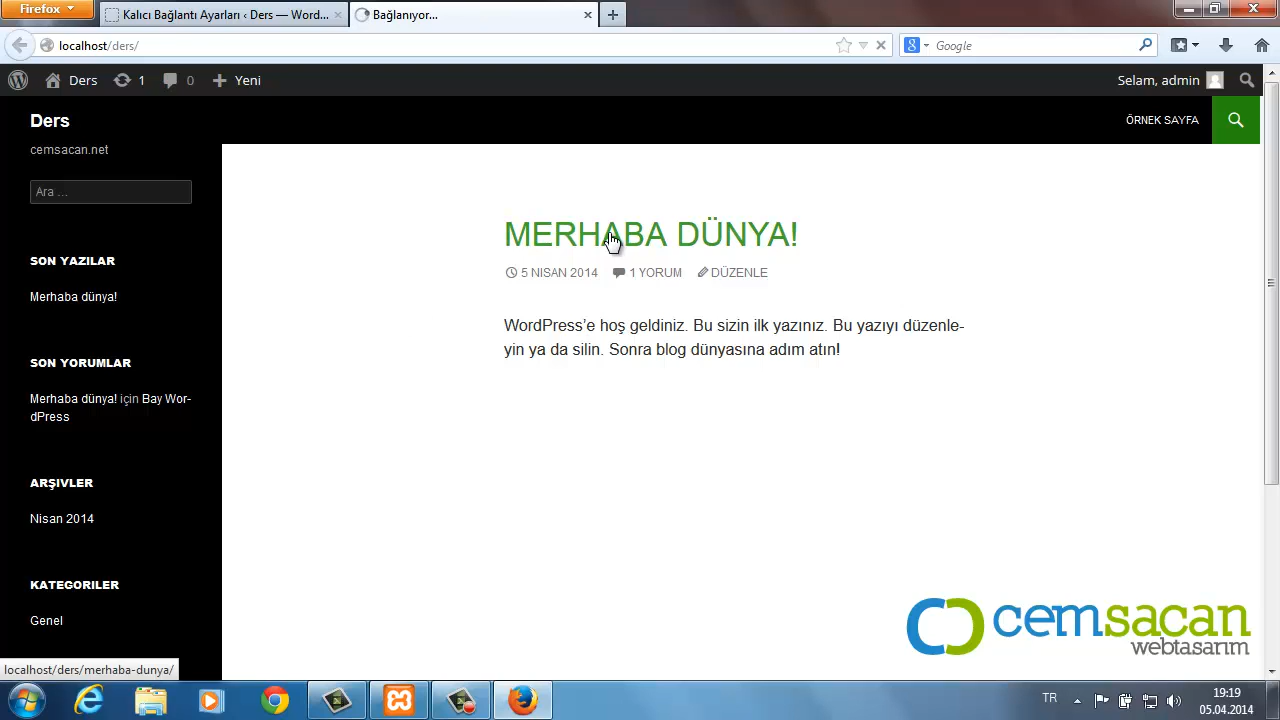 Firefox
Kalıcı Bağlantı Ayarları ‹ Ders — Word...
Bağlanıyor...
localhost/ders/
Google
Ders
1
0
Yeni
Selam, admin
Ders
ÖRNEK SAYFA
cemsacan.net
Ara ...
MERHABA DÜNYA!
5 NISAN 2014
1 YORUM
DÜZENLE
SON YAZILAR
Merhaba dünya!
WordPress'e hoş geldiniz. Bu sizin ilk yazınız. Bu yazıyı düzenle-
yin ya da silin. Sonra blog dünyasına adım atın!
SON YORUMLAR
Merhaba dünya! için Bay Wor-
dPress
ARŞIVLER
Nisan 2014
KATEGORILER
Genel
cemsacan
webtasarım
localhost/ders/merhaba-dunya/
TR
19:19
05.04.2014